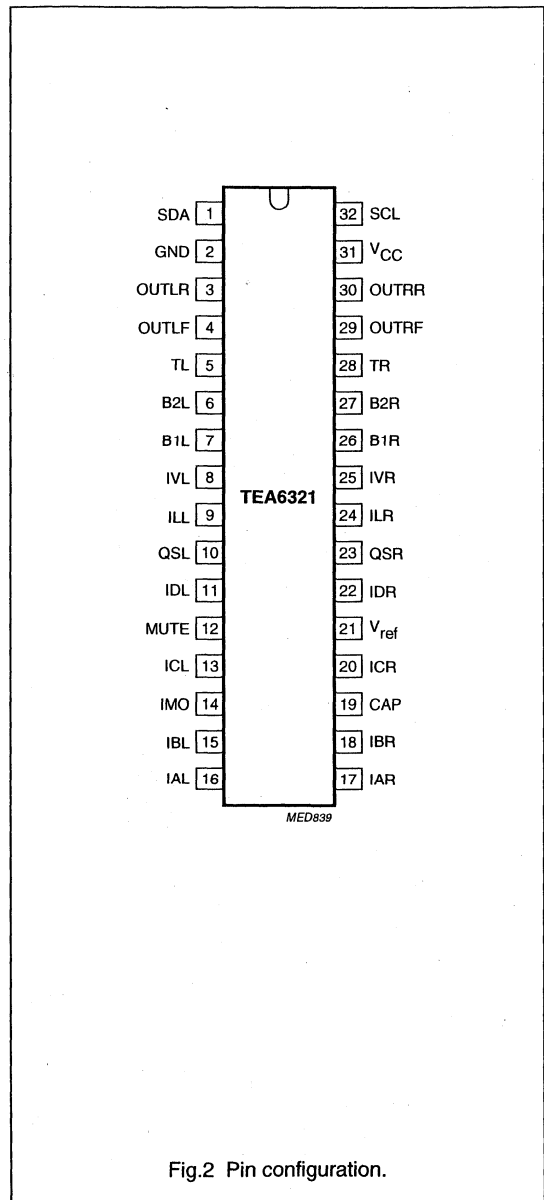 SDA 1 32 SCL
GND 2 31 VCC
OUTLR 3 30 OUTRR
OUTLF 4 29 OUTRF
TL 5 28 TR
B2L 6 27 B2R
B1L 7 26 B1R
IVL 8 25 IVR
TEA6321
ILL 9 24 ILR
QSL 10 23 QSR
IDL 11 22 IDR
MUTE 12 21 Vref
ICL 13 20 ICR
IMO 14 19 CAP
IBL 15 18 IBR
IAL 16 17 IAR
MED839
Fig.2 Pin configuration.